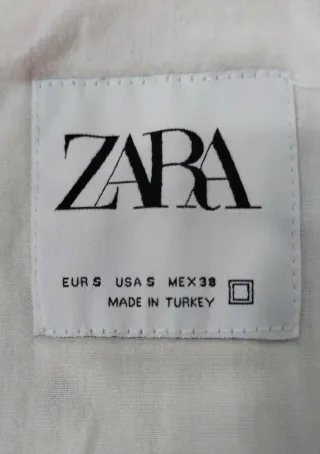 ZARA
EUR S USA S MEX 38
MADE IN TURKEY